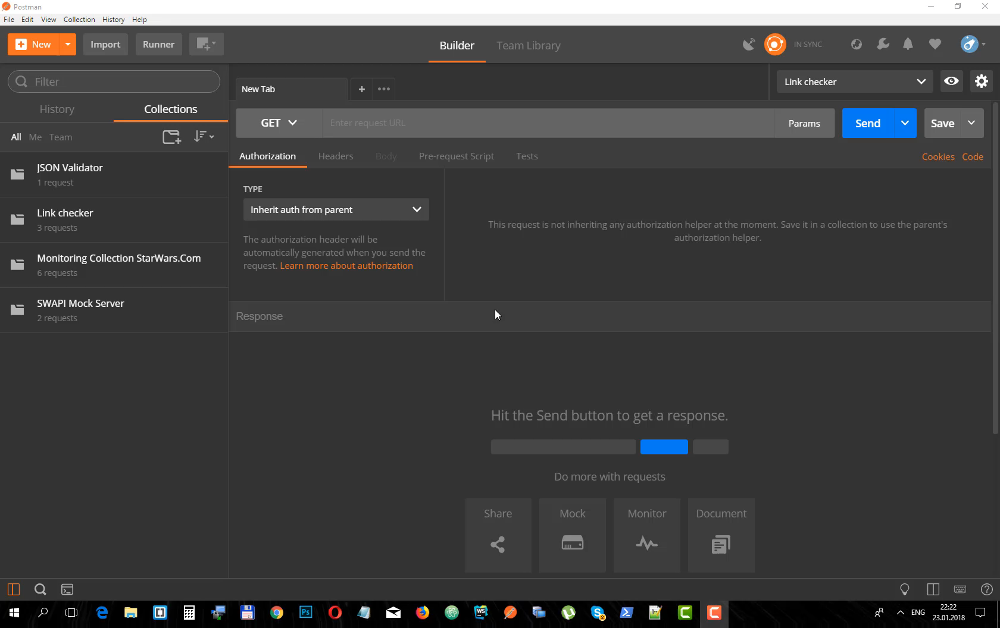 Postman
File Edit View Collection History Help
New Import Runner
Builder Team Library
IN SYNC
Filter
History Collections
All Me Team
JSON Validator
1 request
Link checker
3 requests
Monitoring Collection StarWars.Com
6 requests
SWAPI Mock Server
2 requests
New Tab
Link checker
GET Enter request URL Params Send Save
Authorization Headers Body Pre-request Script Tests Cookies Code
TYPE
Inherit auth from parent
The authorization header will be
automatically generated when you send the
request. Learn more about authorization
This request is not inheriting any authorization helper at the moment. Save it in a collection to use the parent's
authorization helper.
Response
Hit the Send button to get a response.
Do more with requests
Share Mock Monitor Document
Ps
WS
2
ENG
22:22
23.01.2018